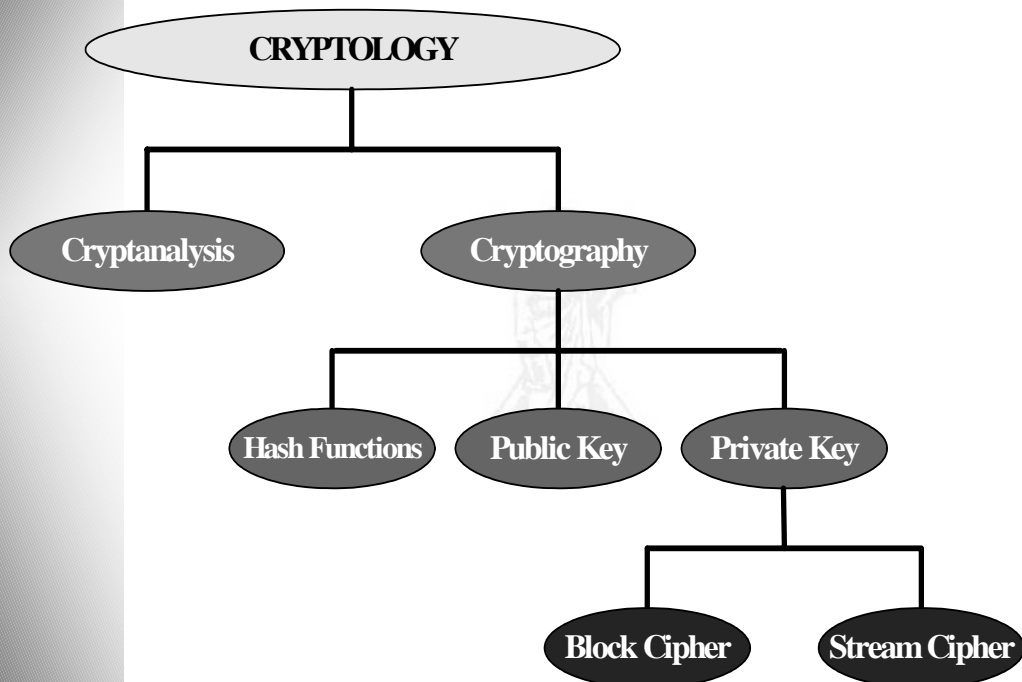 CRYPTOLOGY
Cryptanalysis
Cryptography
Hash Functions
Public Key
Private Key
Block Cipher
Stream Cipher